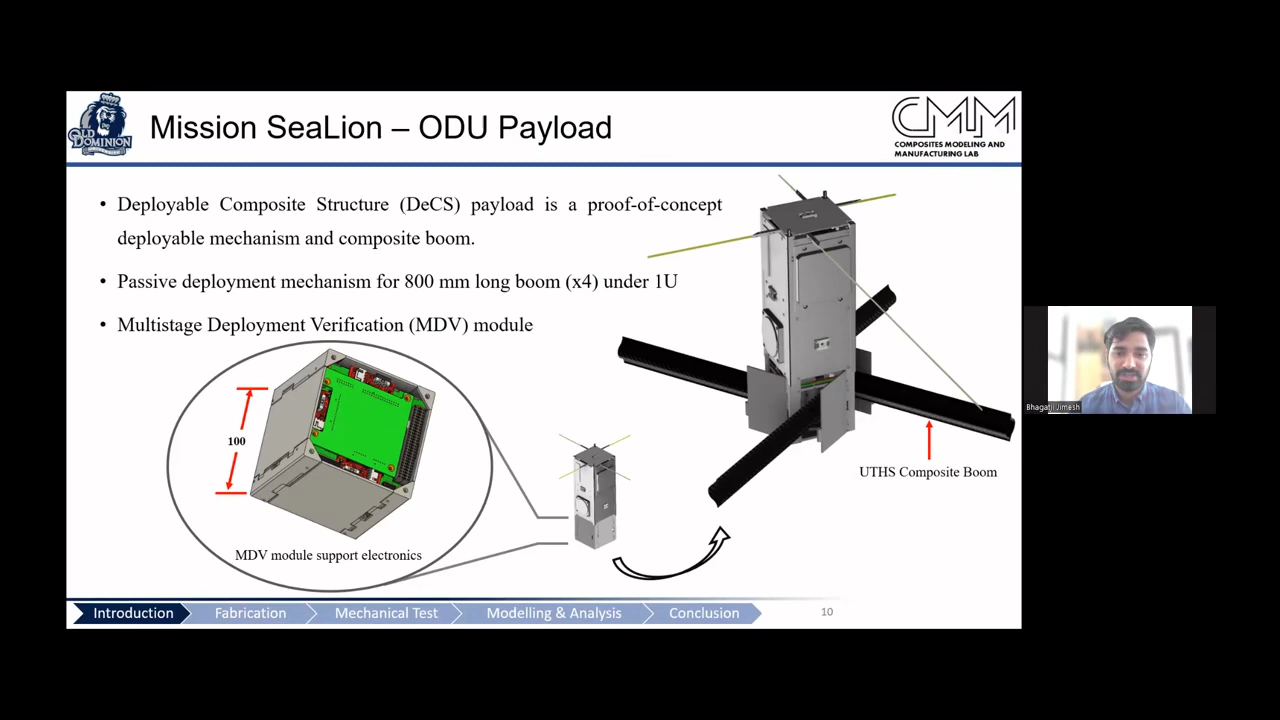 Mission SeaLion – ODU Payload
OLD DOMINION
CMM
COMPOSITES MODELING AND
MANUFACTURING LAB
• Deployable Composite Structure (DeCS) payload is a proof-of-concept
deployable mechanism and composite boom.
• Passive deployment mechanism for 800 mm long boom (x4) under 1U
• Multistage Deployment Verification (MDV) module
100
MDV module support electronics
UTHS Composite Boom
Bhagatji Jimesh
Introduction Fabrication Mechanical Test Modelling & Analysis Conclusion 10